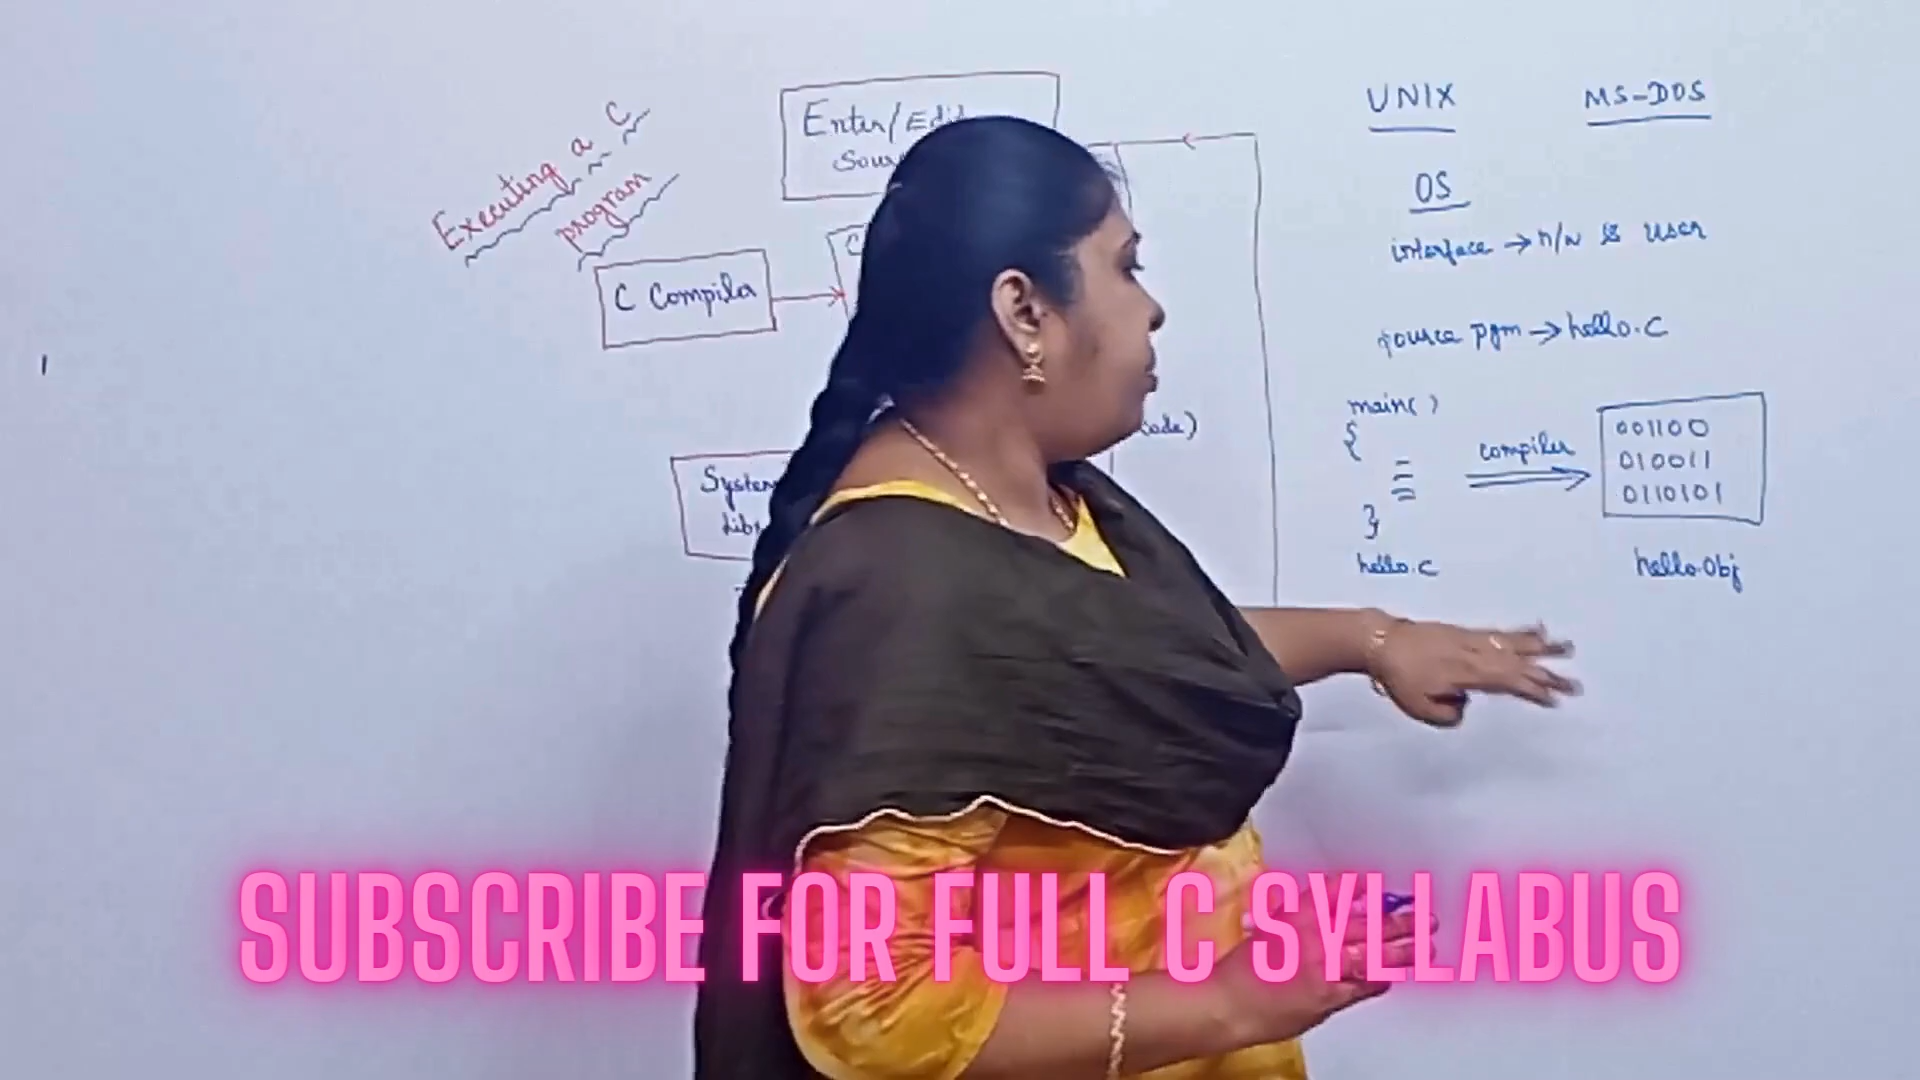 Executing a C
program
Enter/Edit
C Compiler
System
code)
UNIX MS-DOS
OS
interface → h/w & user
source pgm → hello.c
main( )
{
=
}
hello.c
compiler
001100
010011
0110101
hello.obj
SUBSCRIBE FOR FULL C SYLLABUS